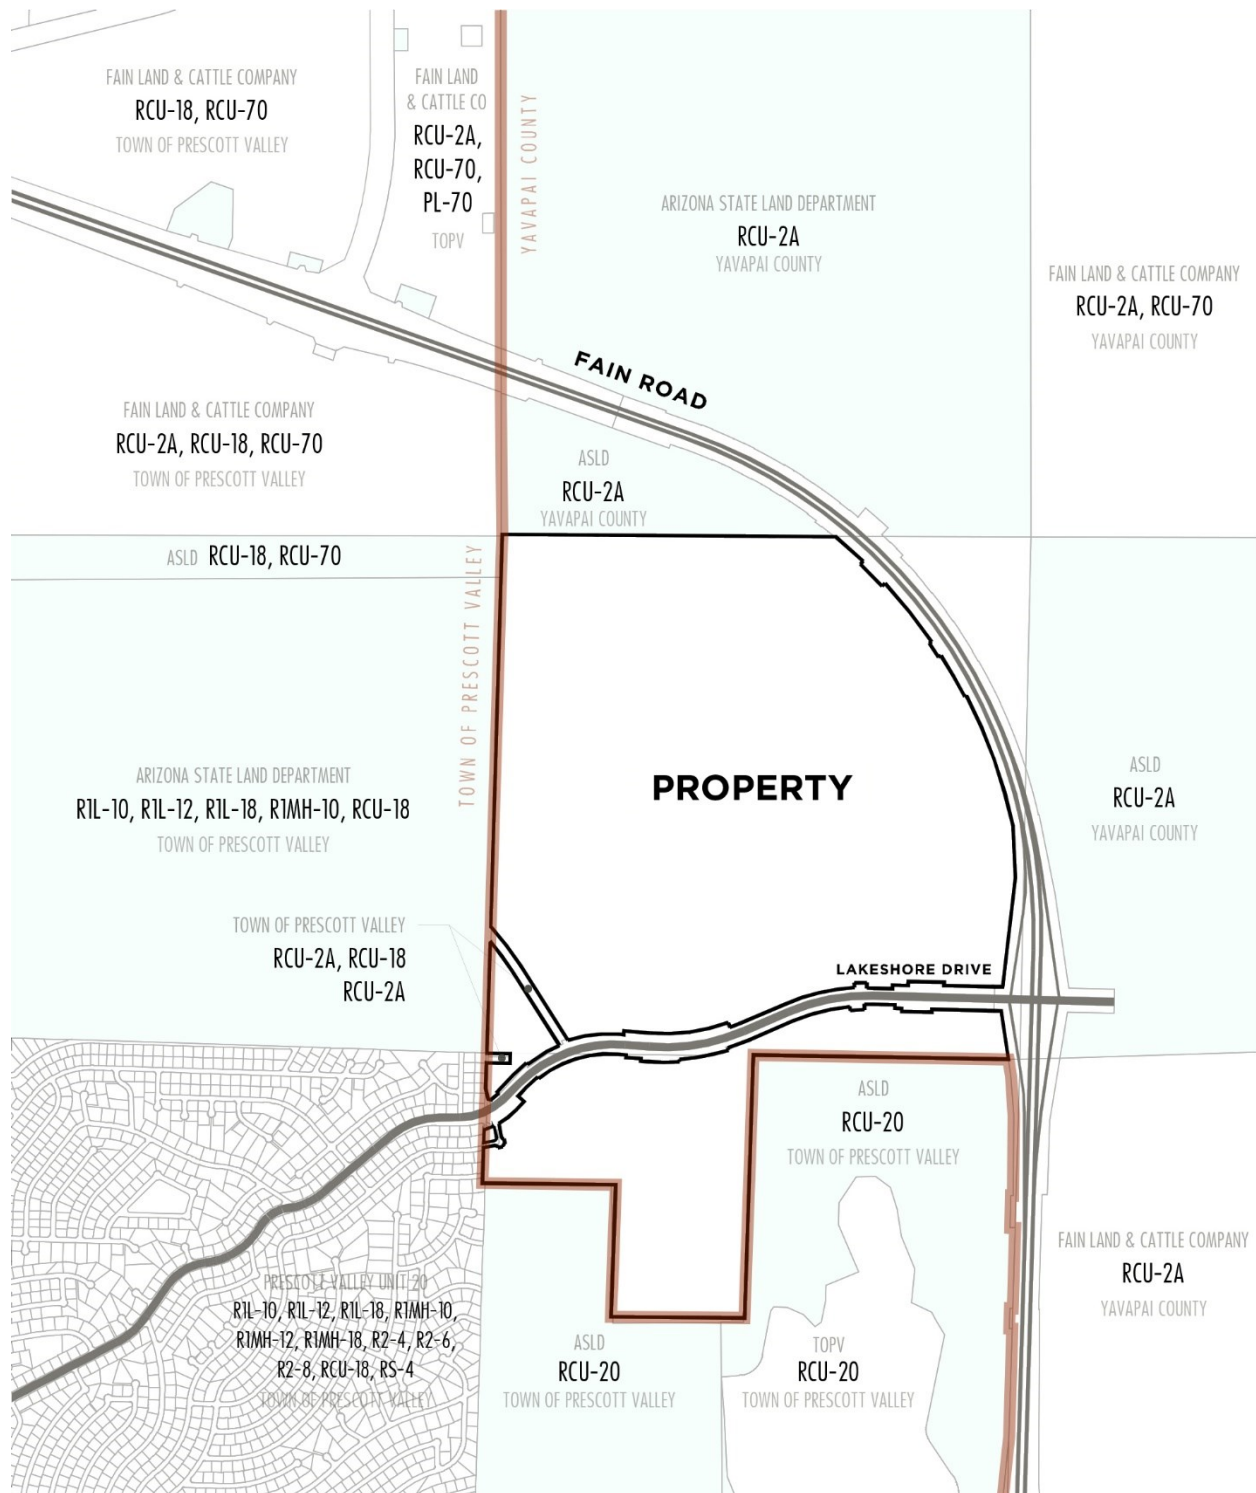 FAIN LAND & CATTLE COMPANY
RCU-18, RCU-70
TOWN OF PRESCOTT VALLEY
FAIN LAND
& CATTLE CO
RCU-2A,
RCU-70,
PL-70
TOPV
YAVAPAI COUNTY
ARIZONA STATE LAND DEPARTMENT
RCU-2A
YAVAPAI COUNTY
FAIN LAND & CATTLE COMPANY
RCU-2A, RCU-70
YAVAPAI COUNTY
FAIN ROAD
FAIN LAND & CATTLE COMPANY
RCU-2A, RCU-18, RCU-70
TOWN OF PRESCOTT VALLEY
ASLD
RCU-2A
YAVAPAI COUNTY
ASLD RCU-18, RCU-70
TOWN OF PRESCOTT VALLEY
PROPERTY
ARIZONA STATE LAND DEPARTMENT
R1L-10, R1L-12, R1L-18, R1MH-10, RCU-18
TOWN OF PRESCOTT VALLEY
ASLD
RCU-2A
YAVAPAI COUNTY
TOWN OF PRESCOTT VALLEY
RCU-2A, RCU-18
RCU-2A
LAKESHORE DRIVE
ASLD
RCU-20
TOWN OF PRESCOTT VALLEY
FAIN LAND & CATTLE COMPANY
RCU-2A
YAVAPAI COUNTY
PRESCOTT VALLEY UNIT 20
R1L-10, R1L-12, R1L-18, R1MH-10,
R1MH-12, R1MH-18, R2-4, R2-6,
R2-8, RCU-18, RS-4
TOWN OF PRESCOTT VALLEY
ASLD
RCU-20
TOWN OF PRESCOTT VALLEY
TOPV
RCU-20
TOWN OF PRESCOTT VALLEY